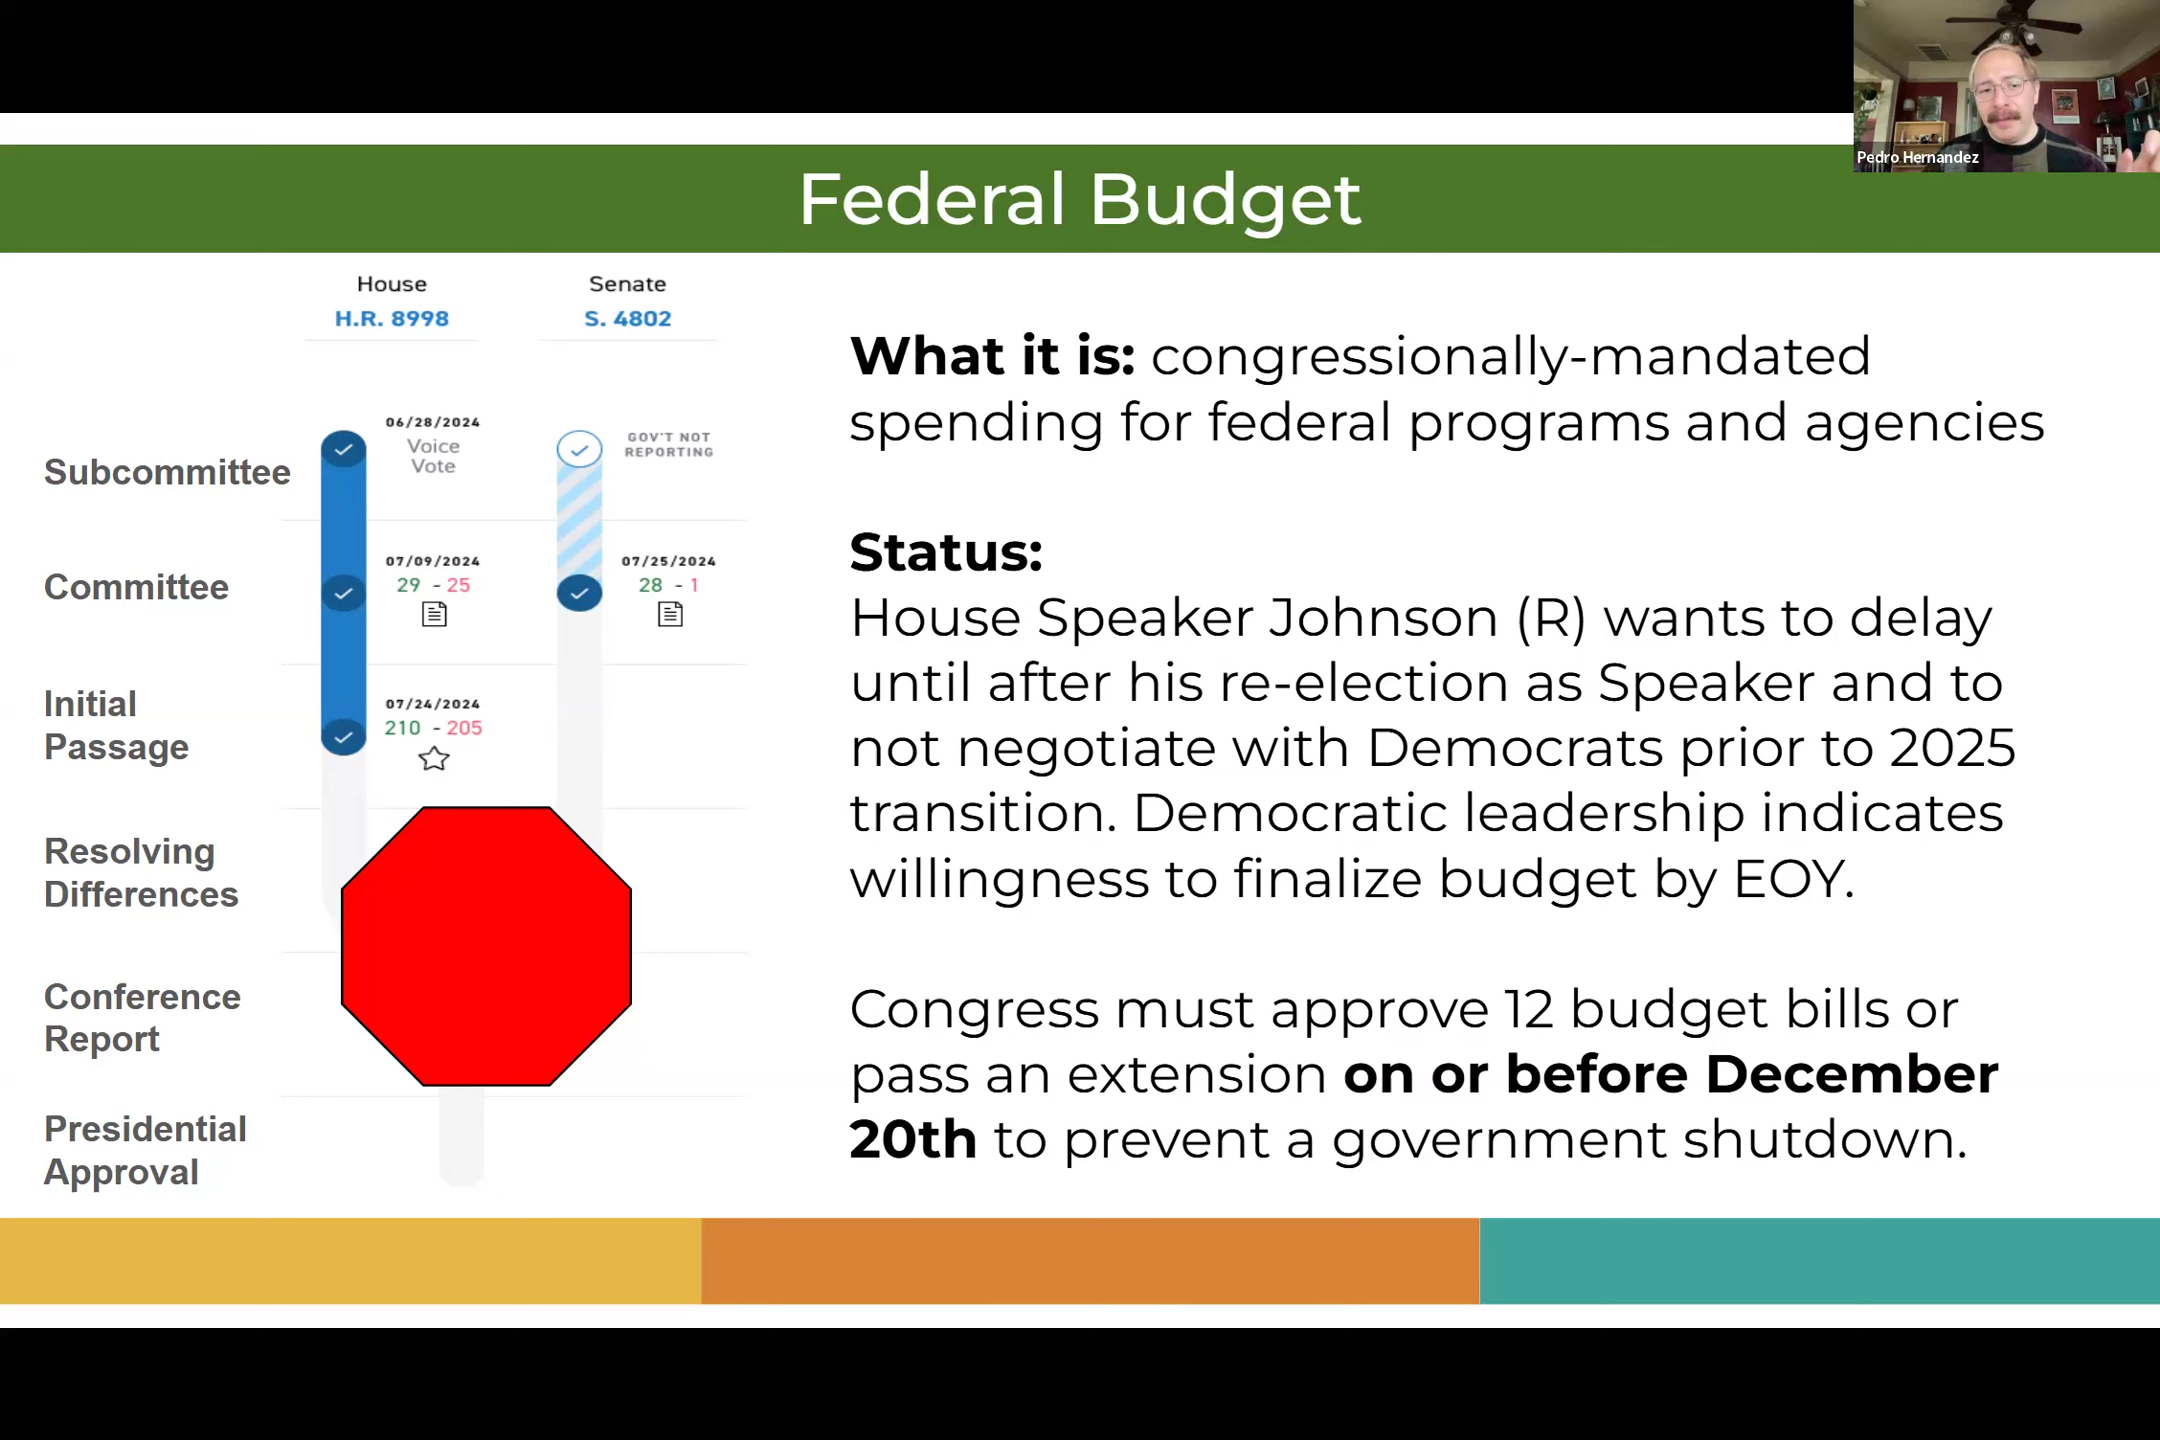 Pedro Hernandez
Federal Budget
House
H.R. 8998
Senate
S. 4802
Subcommittee
06/28/2024
Voice
Vote
GOV'T NOT
REPORTING
Committee
07/09/2024
29 - 25
07/25/2024
28 - 1
Initial
Passage
07/24/2024
210 - 205
Resolving
Differences
Conference
Report
Presidential
Approval
What it is: congressionally-mandated
spending for federal programs and agencies
Status:
House Speaker Johnson (R) wants to delay
until after his re-election as Speaker and to
not negotiate with Democrats prior to 2025
transition. Democratic leadership indicates
willingness to finalize budget by EOY.
Congress must approve 12 budget bills or
pass an extension on or before December
20th to prevent a government shutdown.